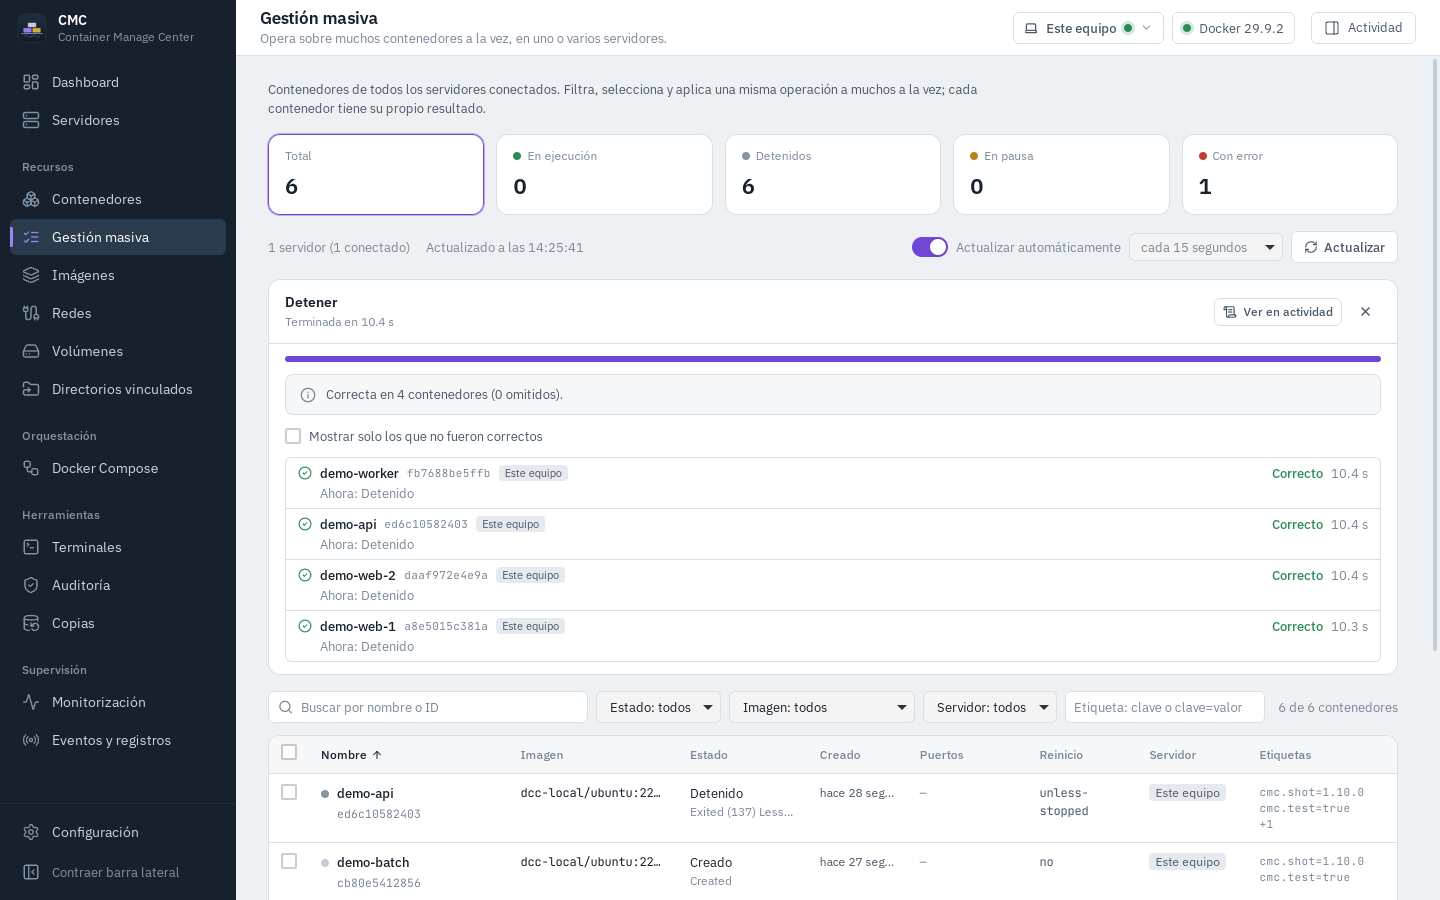 CMC
Container Manage Center
Dashboard
Servidores
Recursos
Contenedores
Gestión masiva
Imágenes
Redes
Volúmenes
Directorios vinculados
Orquestación
Docker Compose
Herramientas
Terminales
Auditoría
Copias
Supervisión
Monitorización
Eventos y registros
Configuración
Contraer barra lateral
Gestión masiva
Opera sobre muchos contenedores a la vez, en uno o varios servidores.
Este equipo
Docker 29.9.2
Actividad
Contenedores de todos los servidores conectados. Filtra, selecciona y aplica una misma operación a muchos a la vez; cada
contenedor tiene su propio resultado.
Total
6
En ejecución
0
Detenidos
6
En pausa
0
Con error
1
1 servidor (1 conectado) Actualizado a las 14:25:41
Actualizar automáticamente
cada 15 segundos
Actualizar
Detener
Terminada en 10.4 s
Ver en actividad
Correcta en 4 contenedores (0 omitidos).
Mostrar solo los que no fueron correctos
demo-worker fb7688be5ffb Este equipo Correcto 10.4 s
Ahora: Detenido
demo-api ed6c10582403 Este equipo Correcto 10.4 s
Ahora: Detenido
demo-web-2 daaf972e4e9a Este equipo Correcto 10.4 s
Ahora: Detenido
demo-web-1 a8e5015c381a Este equipo Correcto 10.3 s
Ahora: Detenido
Buscar por nombre o ID
Estado: todos
Imagen: todos
Servidor: todos
Etiqueta: clave o clave=valor
6 de 6 contenedores
Nombre ↑ Imagen Estado Creado Puertos Reinicio Servidor Etiquetas
demo-api
ed6c10582403
dcc-local/ubuntu:22…
Detenido
Exited (137) Less…
hace 28 seg…
–
unless-
stopped
Este equipo
cmc.shot=1.10.0
cmc.test=true
+1
demo-batch
cb80e5412856
dcc-local/ubuntu:22…
Creado
Created
hace 27 seg…
–
no
Este equipo
cmc.shot=1.10.0
cmc.test=true